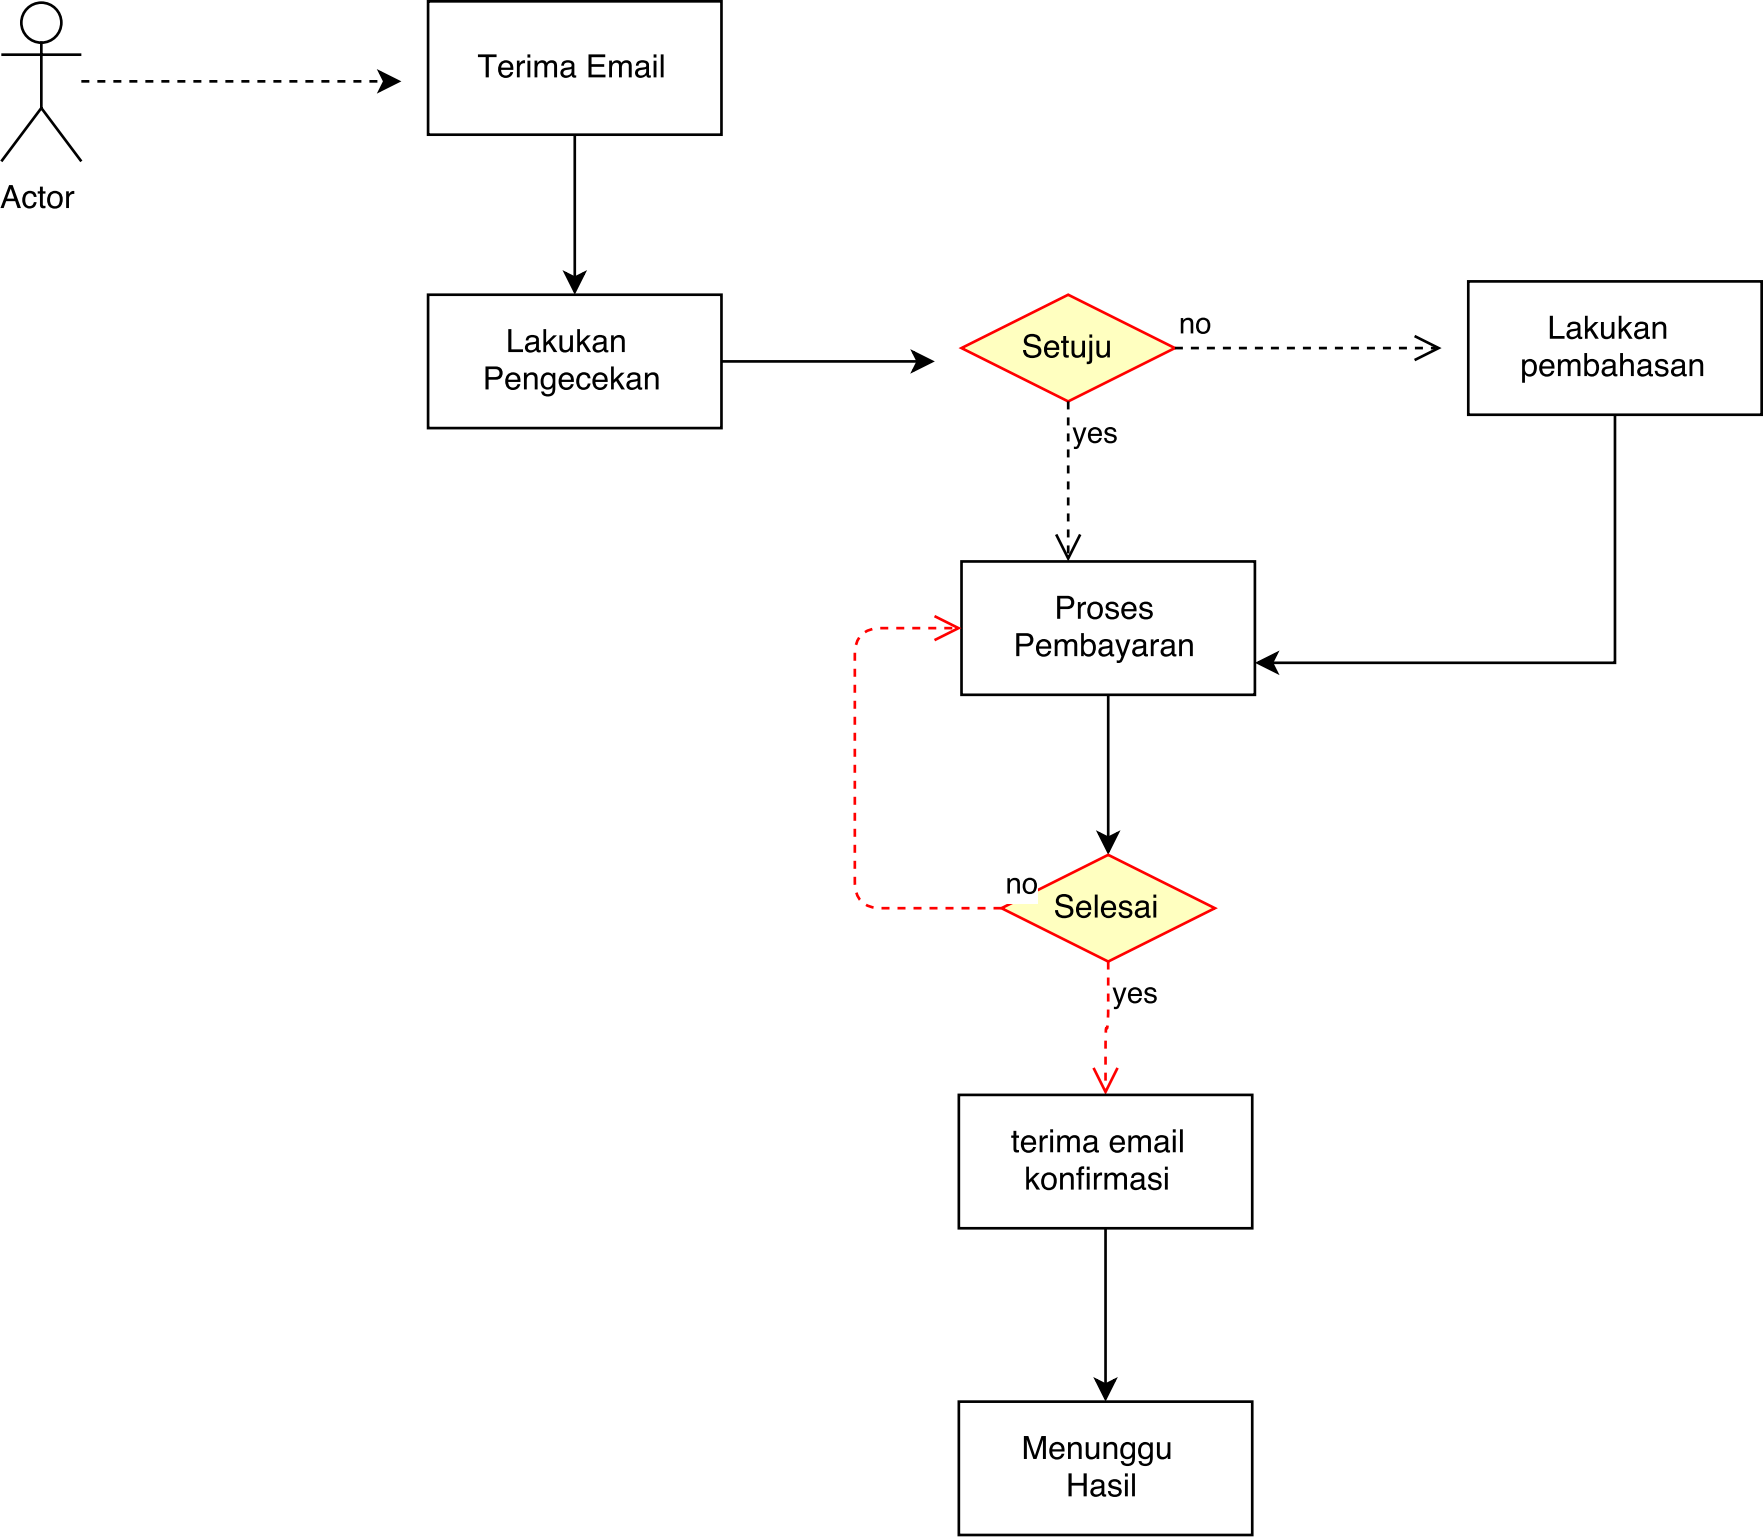 Terima Email
Actor
Lakukan
Pengecekan
Setuju
no
Lakukan
pembahasan
yes
Proses
Pembayaran
no
Selesai
yes
terima email
konfirmasi
Menunggu
Hasil